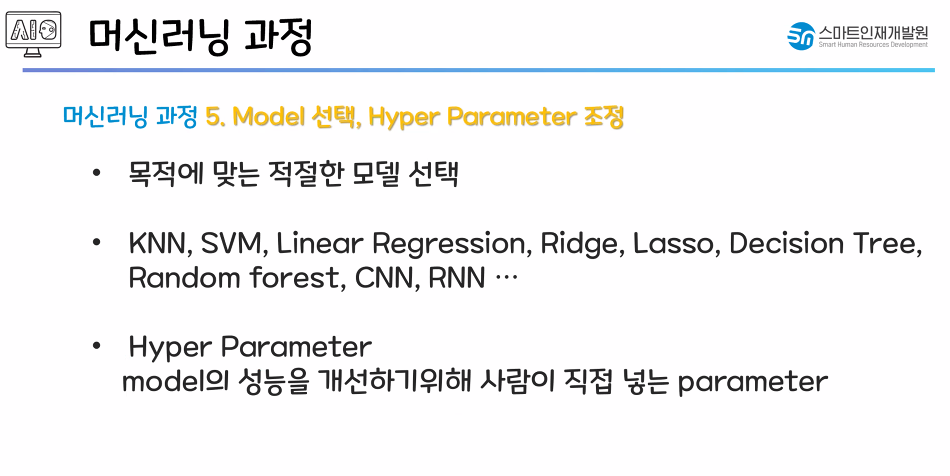 AI
머신러닝 과정
스마트인재개발원
Smart Human Resources Development
머신러닝 과정 5. Model 선택, Hyper Parameter 조정
• 목적에 맞는 적절한 모델 선택
• KNN, SVM, Linear Regression, Ridge, Lasso, Decision Tree,
Random forest, CNN, RNN …
• Hyper Parameter
model의 성능을 개선하기위해 사람이 직접 넣는 parameter